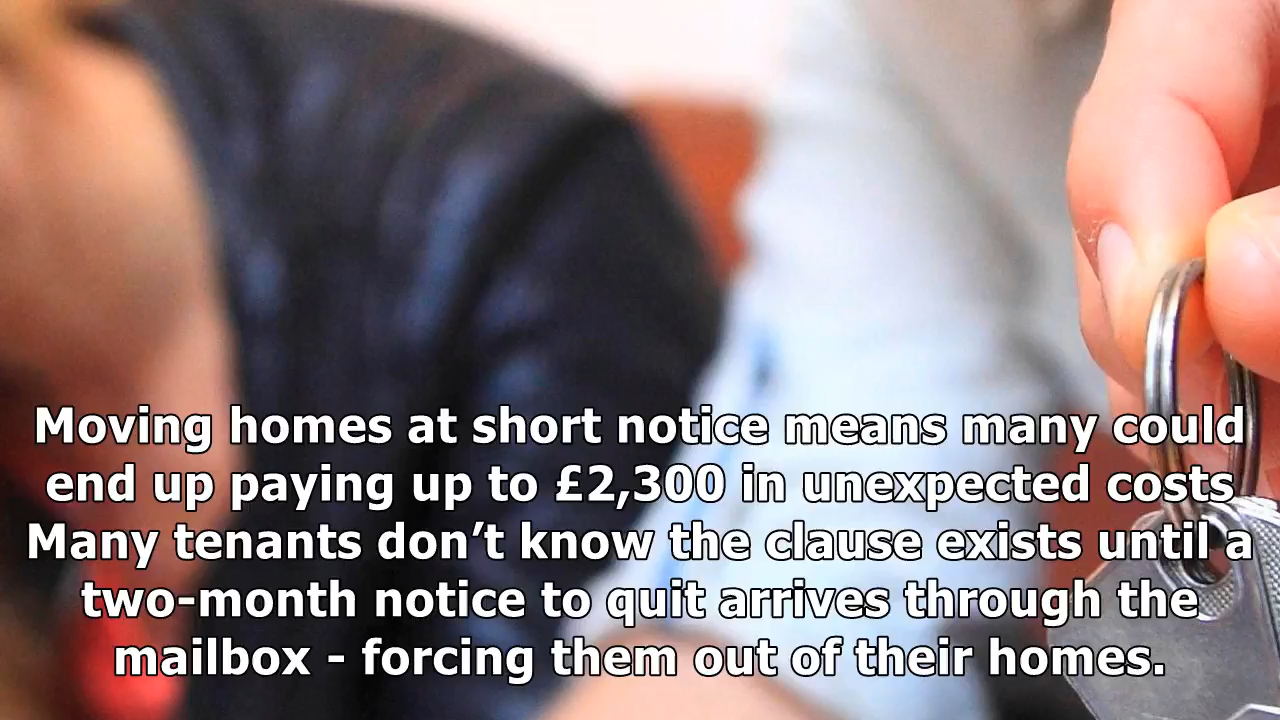 Moving homes at short notice means many could
end up paying up to £2,300 in unexpected costs
Many tenants don’t know the clause exists until a
two-month notice to quit arrives through the
mailbox - forcing them out of their homes.